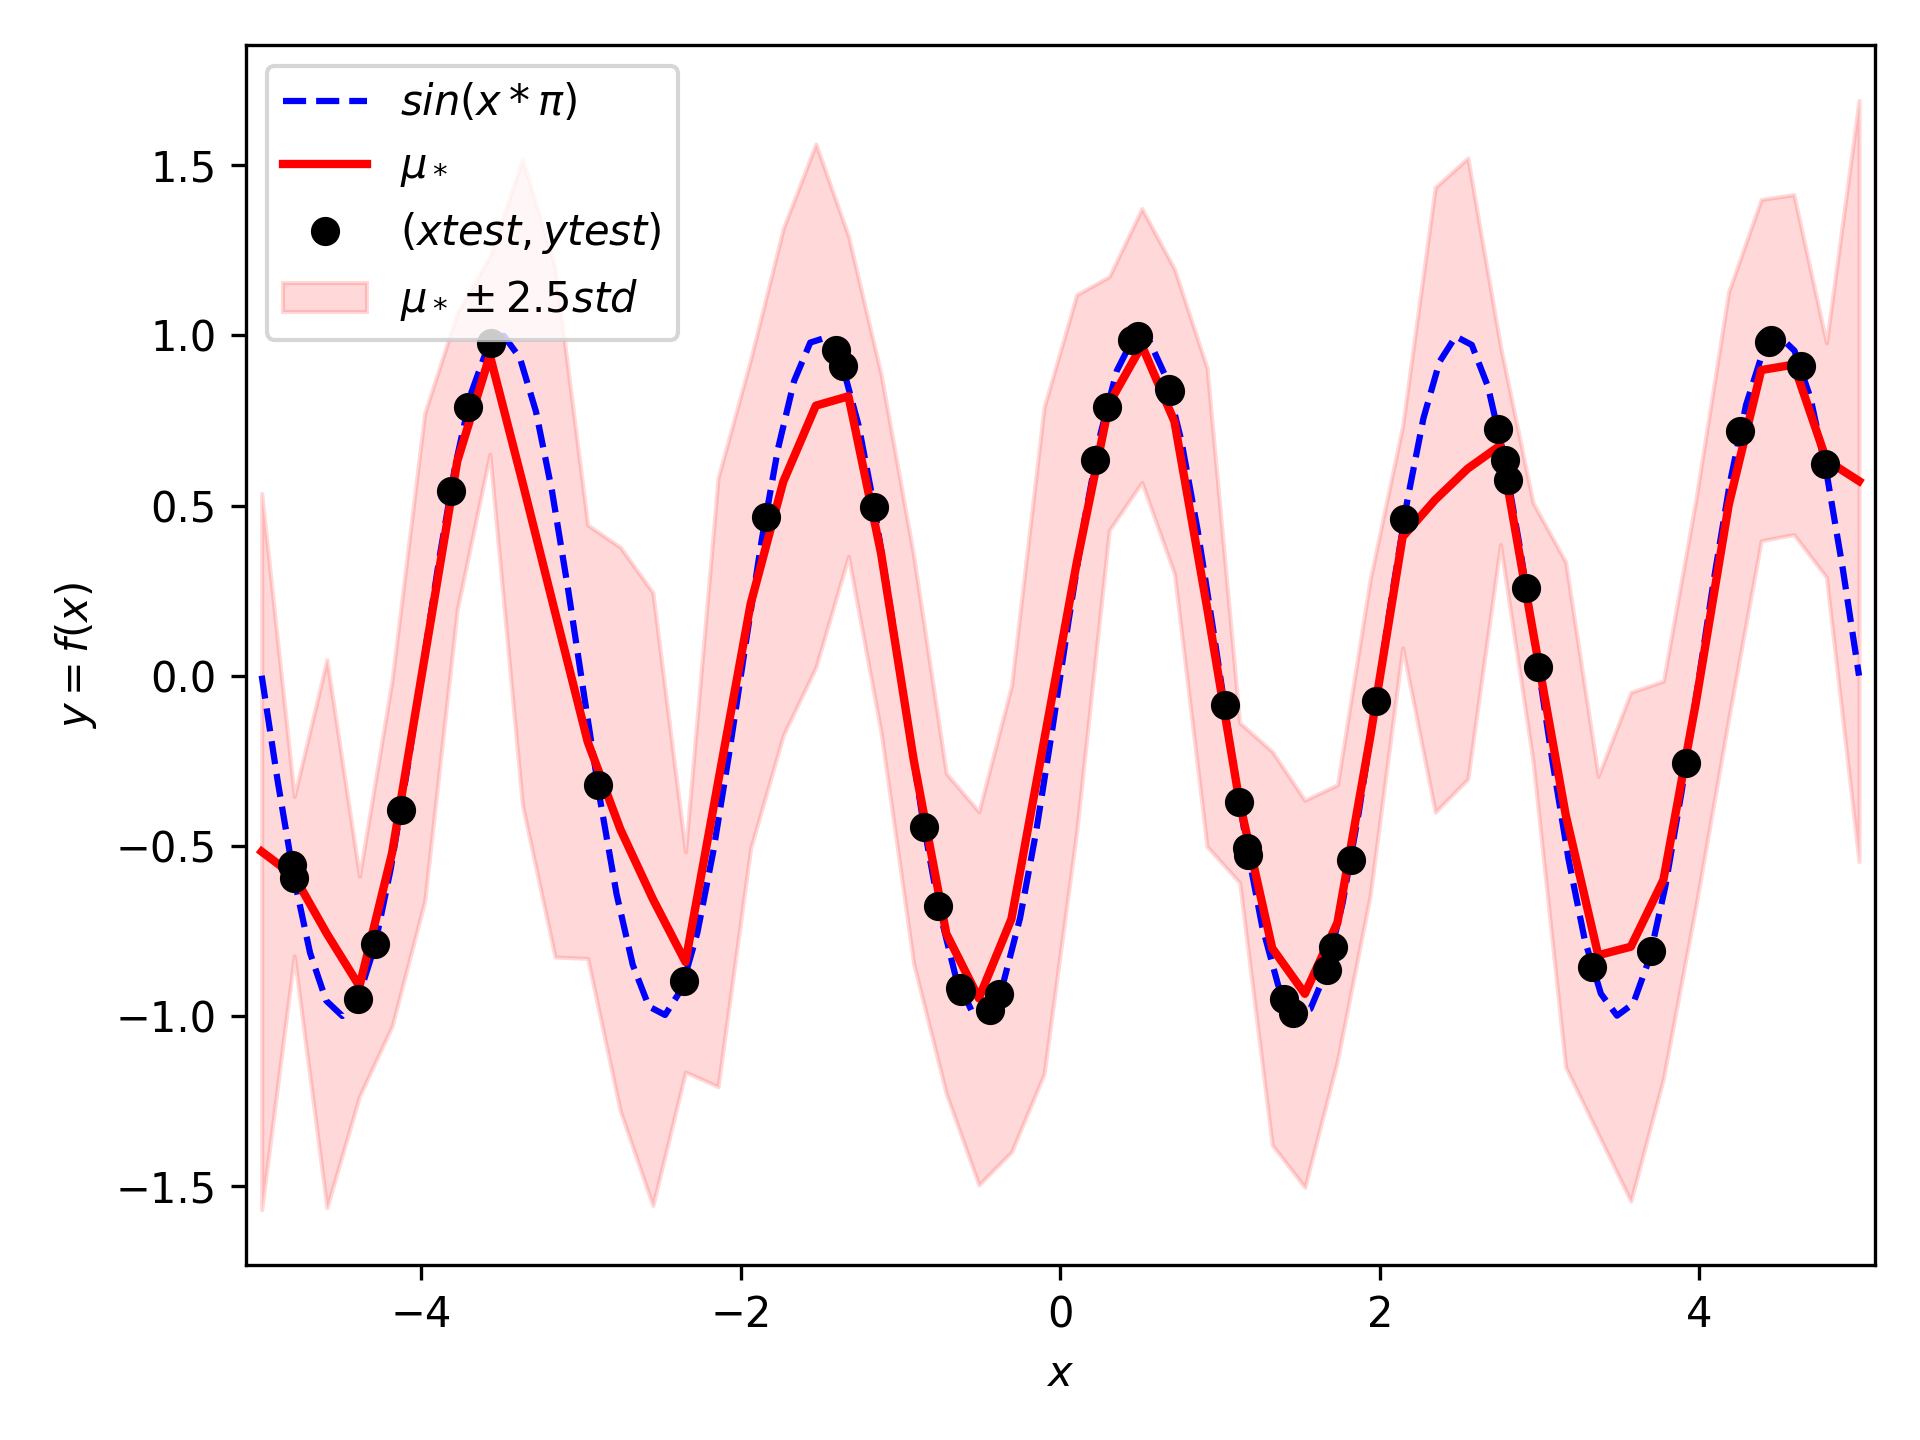 sin(x * π)
μ*
(xtest, ytest)
μ* ± 2.5std
1.5
1.0
0.5
0.0
−0.5
−1.0
−1.5
y = f(x)
−4 −2 0 2 4
x